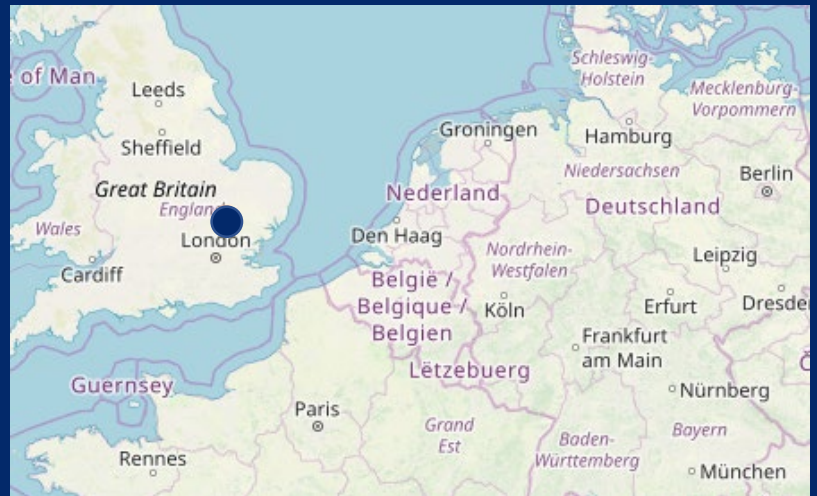 Schleswig-
Holstein
e of Man
Leeds
Mecklenburg-
Vorpommern
Groningen
Hamburg
Sheffield
Niedersachsen
Berlin
Great Britain
Nederland
England
Deutschland
Wales
Den Haag
London
Nordrhein-
Westfalen
Leipzig
Cardiff
België /
Belgique /
Belgien
Köln
Erfurt
Dresde
Frankfurt
am Main
Lëtzebuerg
Guernsey
Nürnberg
Paris
Grand
Est
Bayern
Baden-
Württemberg
Rennes
München